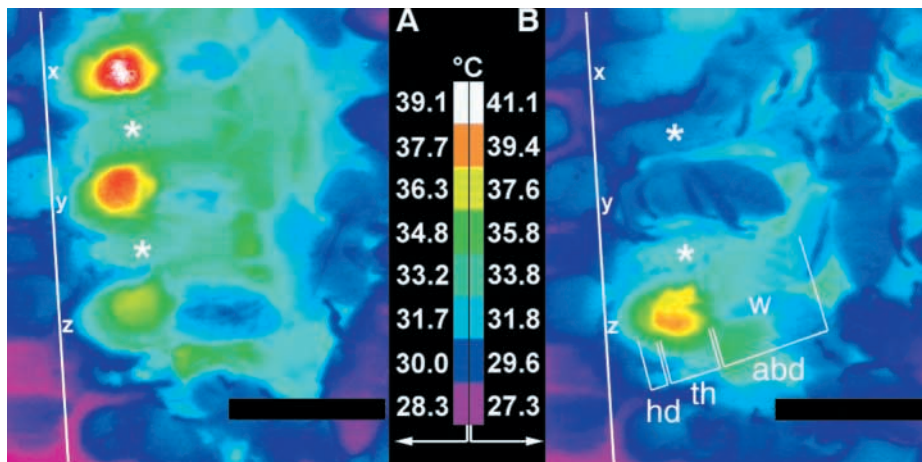 A B
°C
39.1 41.1
37.7 39.4
36.3 37.6
34.8 35.8
33.2 33.8
31.7 31.8
30.0 29.6
28.3 27.3
x
*
y
*
z
x
*
y
*
z
w
hd th abd